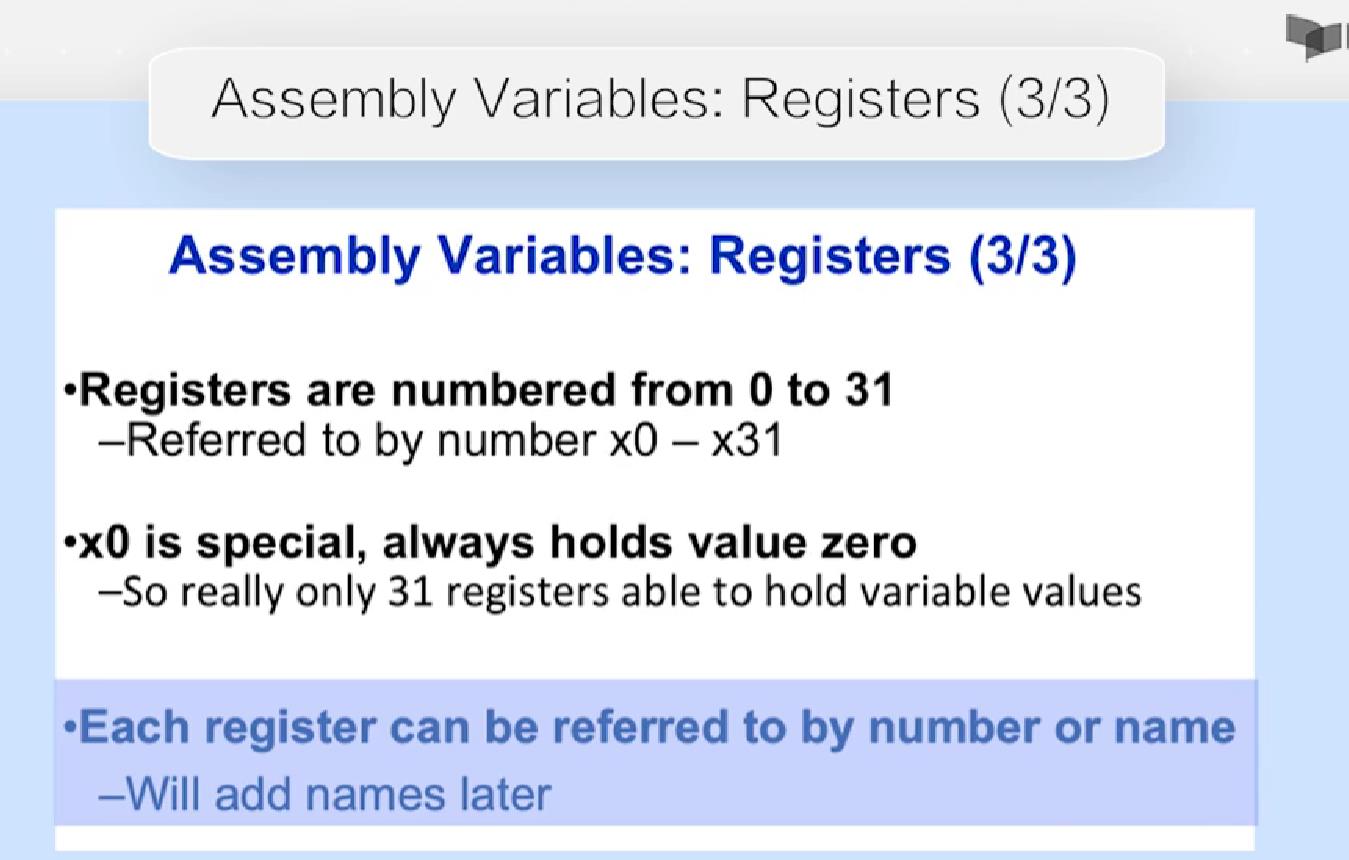 Assembly Variables: Registers (3/3)
Assembly Variables: Registers (3/3)
•Registers are numbered from 0 to 31
–Referred to by number x0 – x31
•x0 is special, always holds value zero
–So really only 31 registers able to hold variable values
•Each register can be referred to by number or name
–Will add names later